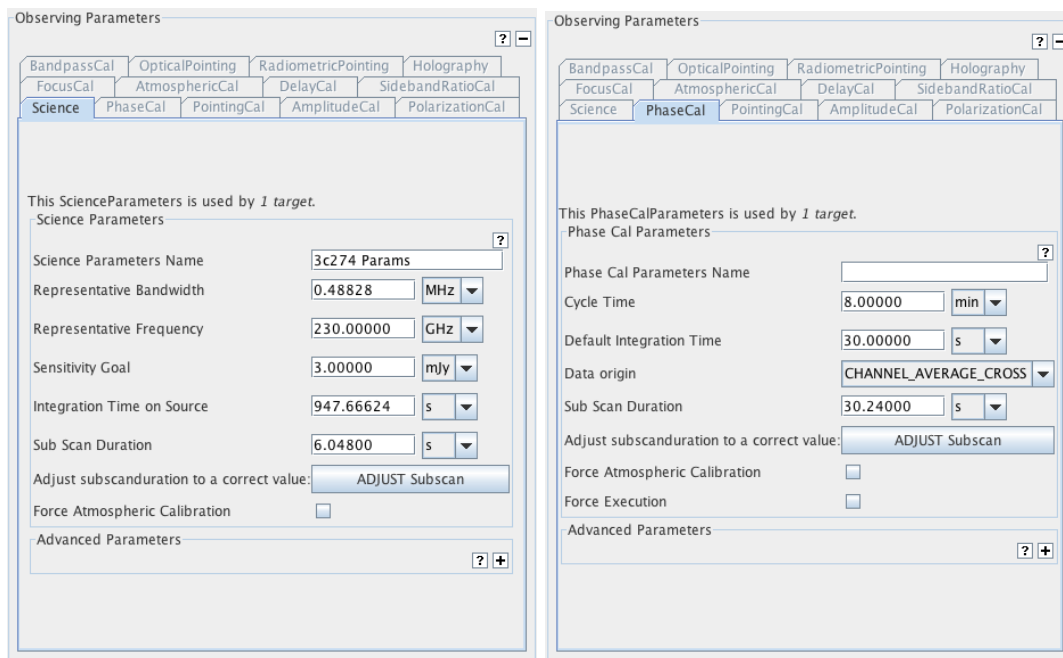 Observing Parameters
? −
BandpassCal OpticalPointing RadiometricPointing Holography
FocusCal AtmosphericCal DelayCal SidebandRatioCal
Science PhaseCal PointingCal AmplitudeCal PolarizationCal
This ScienceParameters is used by 1 target.
Science Parameters
?
Science Parameters Name 3c274 Params
Representative Bandwidth 0.48828 MHz
Representative Frequency 230.00000 GHz
Sensitivity Goal 3.00000 mJy
Integration Time on Source 947.66624 s
Sub Scan Duration 6.04800 s
Adjust subscanduration to a correct value: ADJUST Subscan
Force Atmospheric Calibration
Advanced Parameters
? +
Observing Parameters
? −
BandpassCal OpticalPointing RadiometricPointing Holography
FocusCal AtmosphericCal DelayCal SidebandRatioCal
Science PhaseCal PointingCal AmplitudeCal PolarizationCal
This PhaseCalParameters is used by 1 target.
Phase Cal Parameters
?
Phase Cal Parameters Name
Cycle Time 8.00000 min
Default Integration Time 30.00000 s
Data origin CHANNEL_AVERAGE_CROSS
Sub Scan Duration 30.24000 s
Adjust subscanduration to a correct value: ADJUST Subscan
Force Atmospheric Calibration
Force Execution
Advanced Parameters
? +